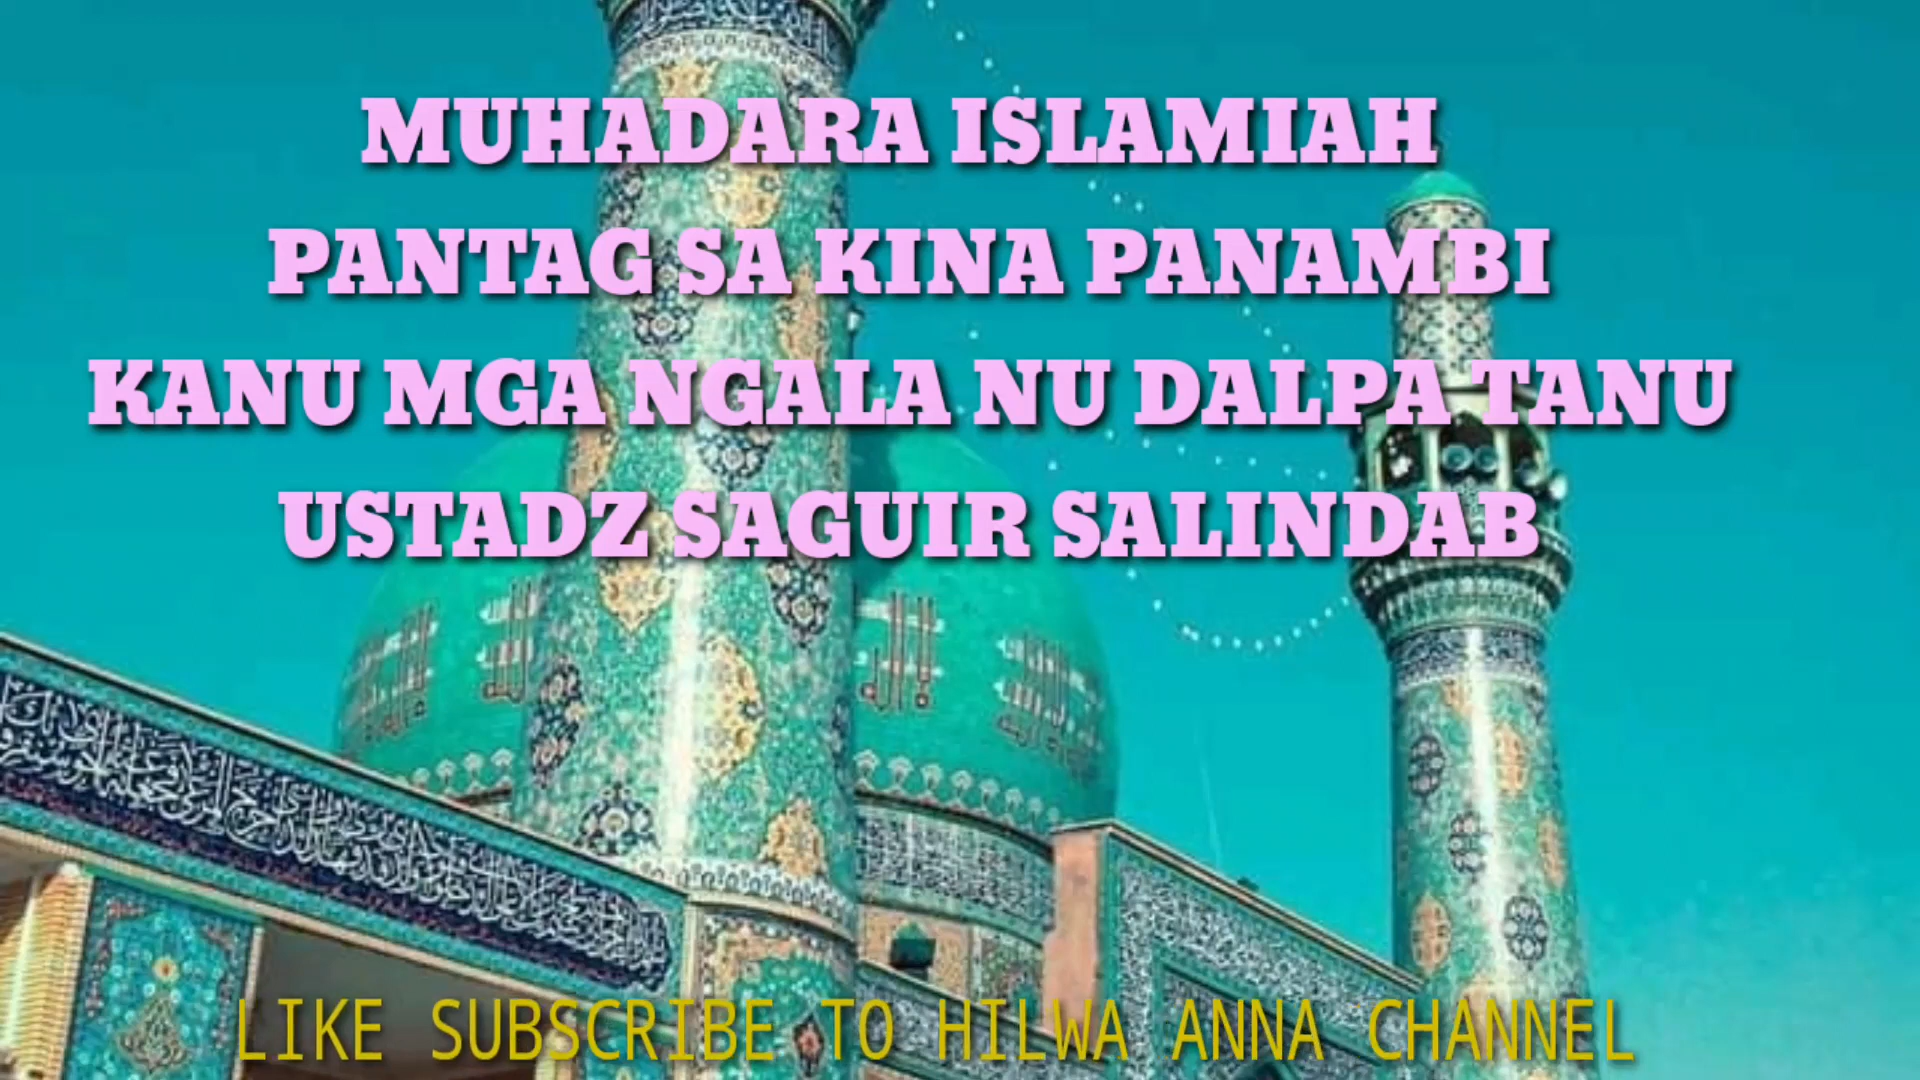 MUHADARA ISLAMIAH
PANTAG SA KINA PANAMBI
KANU MGA NGALA NU DALPA TANU
USTADZ SAGUIR SALINDAB
LIKE SUBSCRIBE TO HILWA ANNA CHANNEL